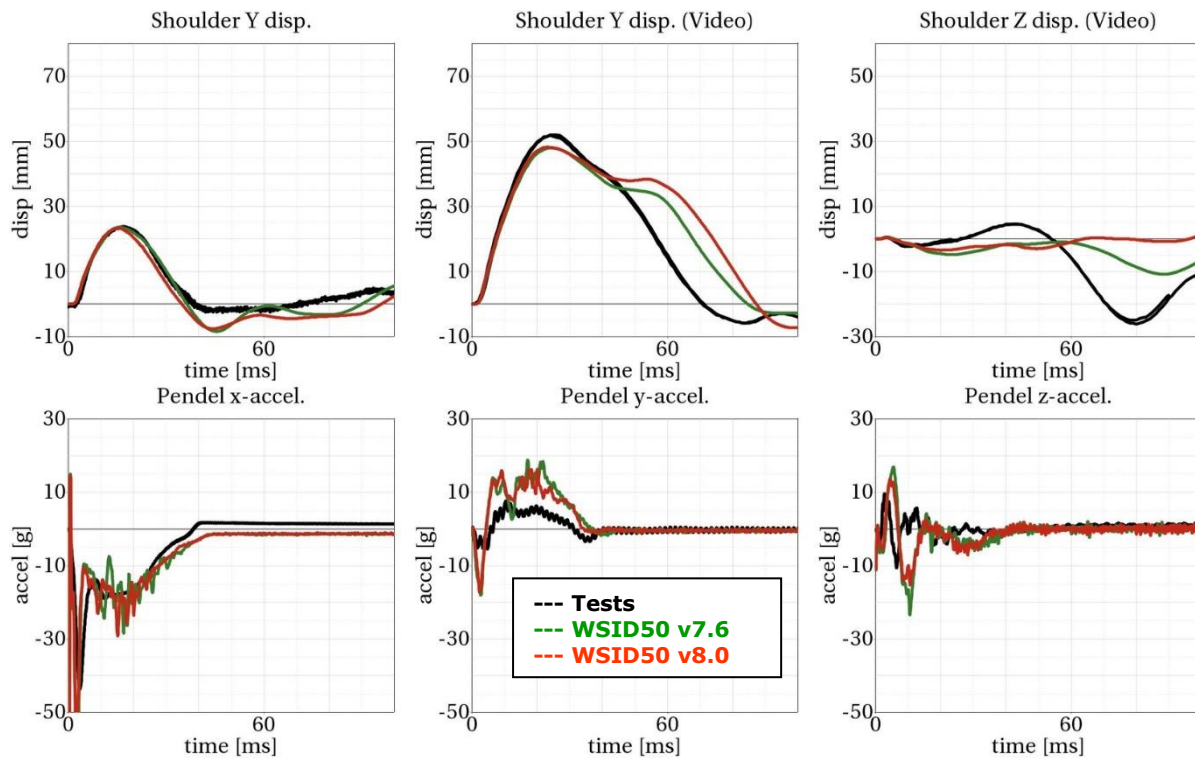 Shoulder Y disp.
Shoulder Y disp. (Video)
Shoulder Z disp. (Video)
disp [mm]
70
50
30
10
-10
0
60
time [ms]
disp [mm]
70
50
30
10
-10
0
60
time [ms]
disp [mm]
50
30
10
-10
-30
0
60
time [ms]
Pendel x-accel.
Pendel y-accel.
Pendel z-accel.
accel [g]
30
10
-10
-30
-50
0
60
time [ms]
accel [g]
30
10
-10
-30
-50
0
60
time [ms]
--- Tests
--- WSID50 v7.6
--- WSID50 v8.0
accel [g]
30
10
-10
-30
-50
0
60
time [ms]